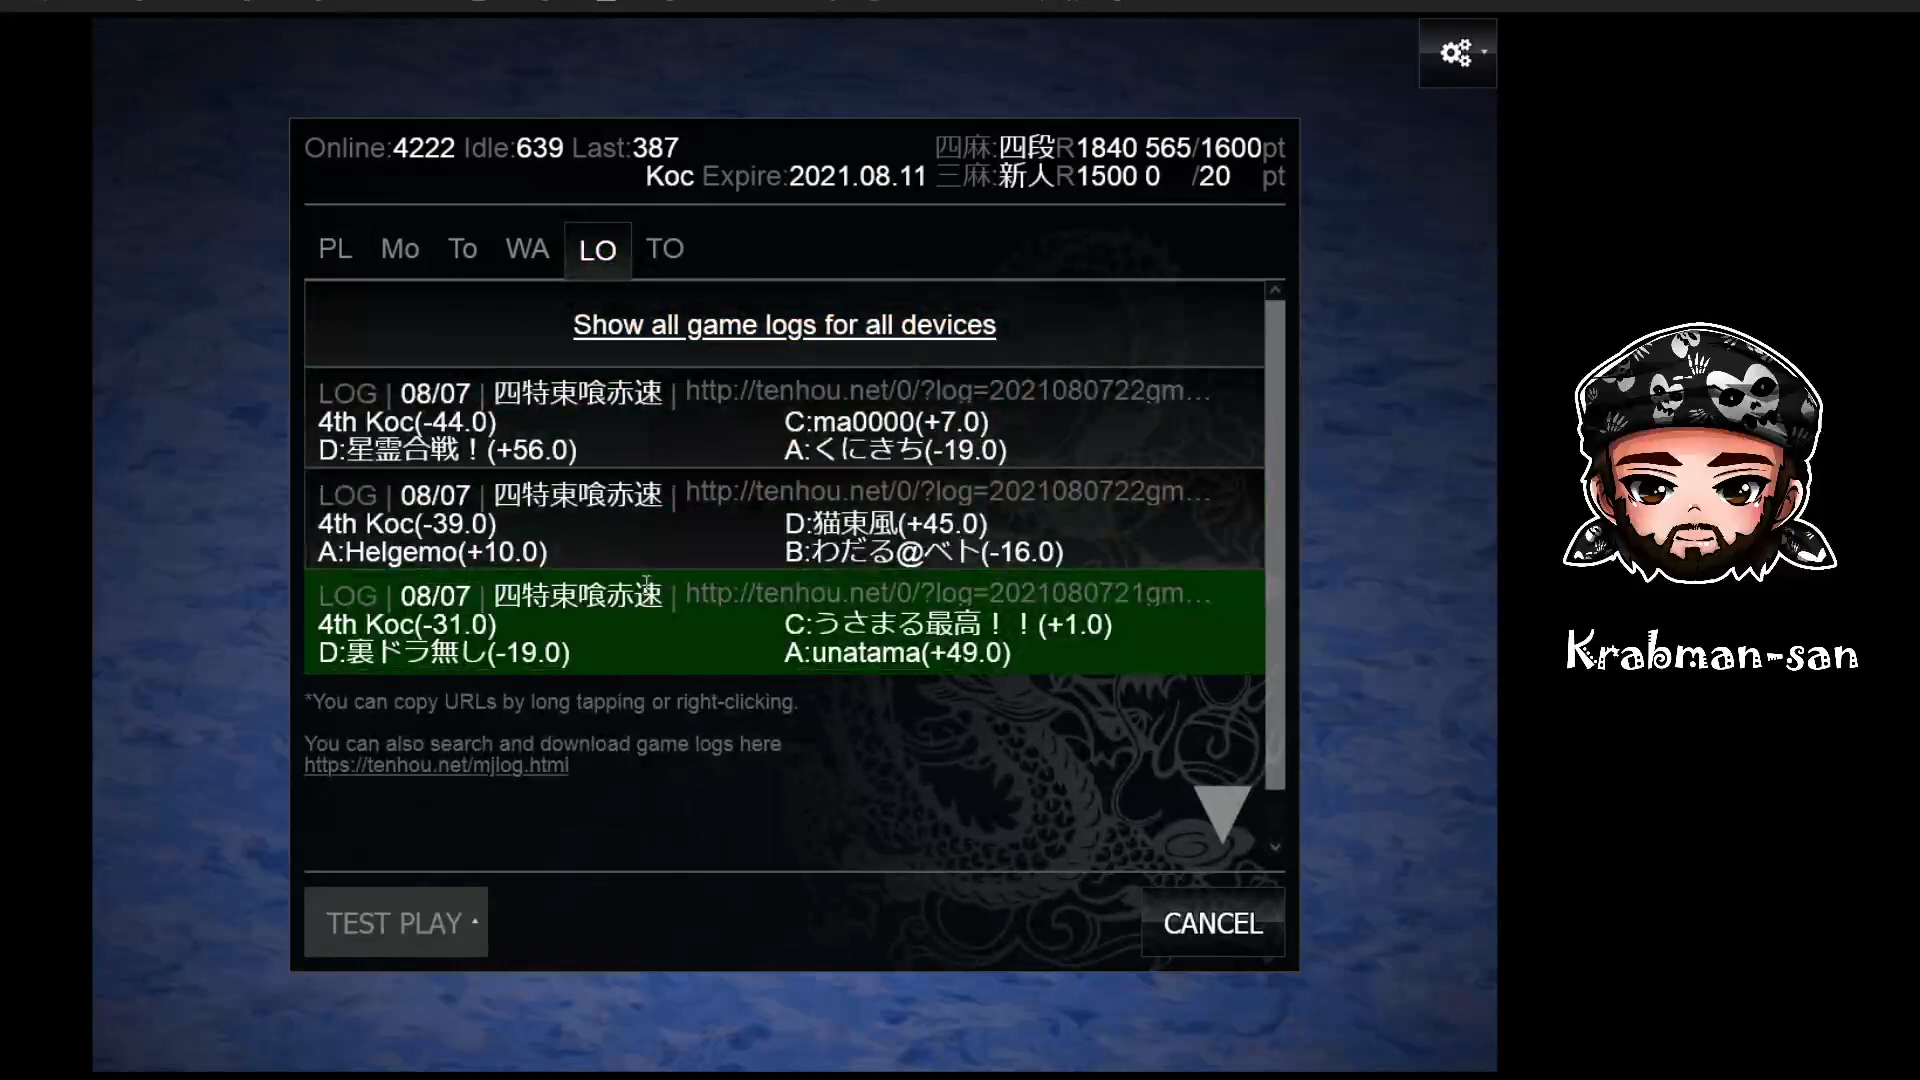 Online:4222 Idle:639 Last:387 四麻:四段R1840 565/1600pt
Koc Expire:2021.08.11 三麻:新人R1500 0 /20 pt
PL Mo To WA LO TO
Show all game logs for all devices
LOG | 08/07 | 四特東喰赤速 | http://tenhou.net/0/?log=2021080722gm...
4th Koc(-44.0) C:ma0000(+7.0)
D:星霊合戦！(+56.0) A:くにきち(-19.0)
LOG | 08/07 | 四特東喰赤速 | http://tenhou.net/0/?log=2021080722gm...
4th Koc(-39.0) D:猫東風(+45.0)
A:Helgemo(+10.0) B:わだる@ベト(-16.0)
LOG | 08/07 | 四特東喰赤速 | http://tenhou.net/0/?log=2021080721gm...
4th Koc(-31.0) C:うさまる最高！！(+1.0)
D:裏ドラ無し(-19.0) A:unatama(+49.0)
*You can copy URLs by long tapping or right-clicking.
You can also search and download game logs here
https://tenhou.net/mjlog.html
TEST PLAY
CANCEL
Krabman-san